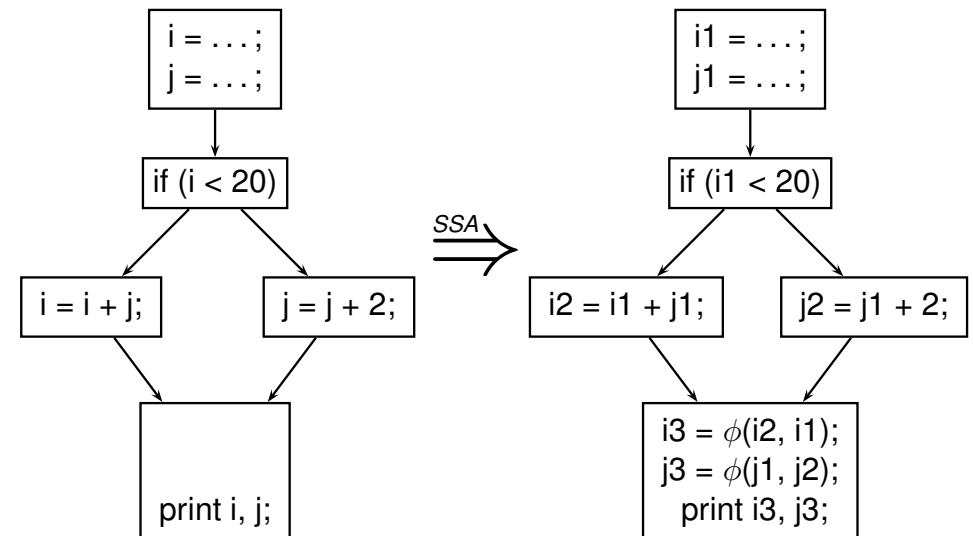 i = . . . ;
j = . . . ;
if (i < 20)
i = i + j;
j = j + 2;
print i, j;
SSA
i1 = . . . ;
j1 = . . . ;
if (i1 < 20)
i2 = i1 + j1;
j2 = j1 + 2;
i3 = ϕ(i2, i1);
j3 = ϕ(j1, j2);
print i3, j3;